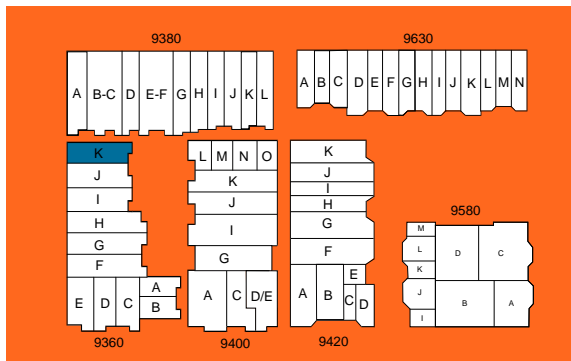 9380
9630
A B-C D E-F G H I J K L
A B C D E F G H I J K L M N
K
J
I
H
G
F
E D C A
B
9360
L M N O
K
J
I
G
A C D/E
9400
K
J
I
H
G
F
A B E
C D
9420
9580
M
L
K
J
I
D C
B A